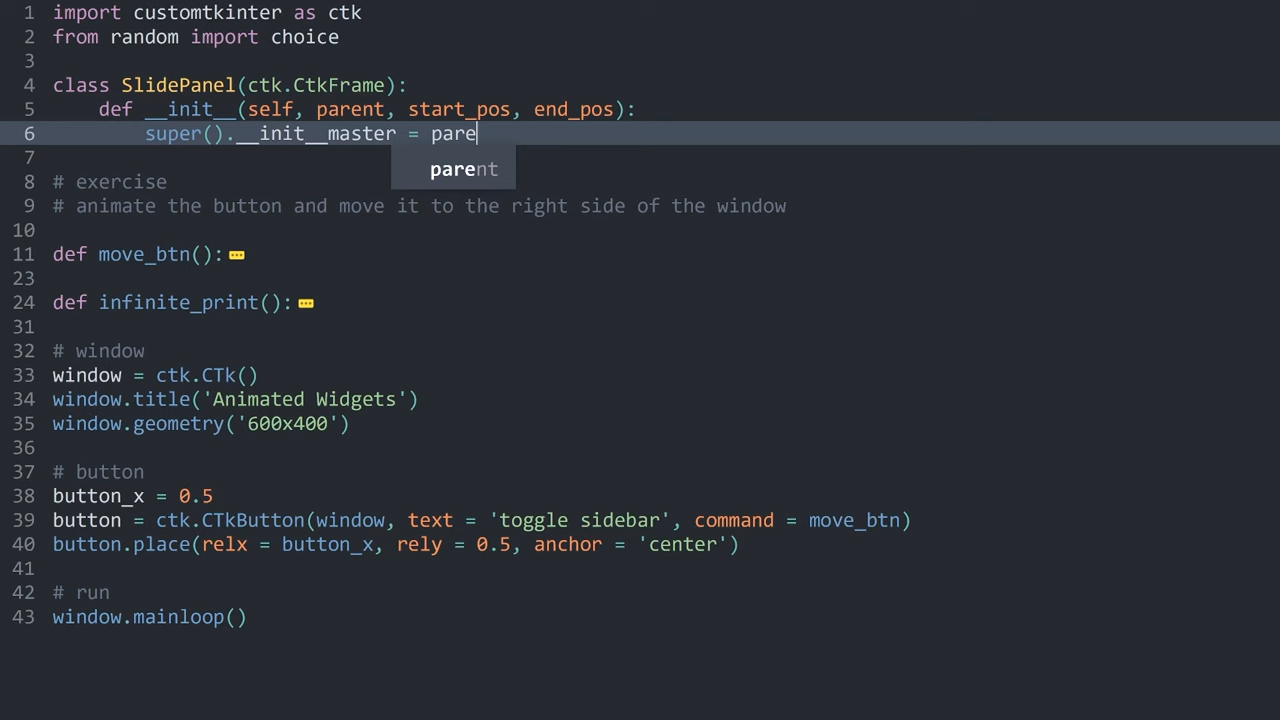 1 import customtkinter as ctk
2 from random import choice
3
4 class SlidePanel(ctk.CtkFrame):
5     def __init__(self, parent, start_pos, end_pos):
6         super().__init__master = pare
parent
7
8 # exercise
9 # animate the button and move it to the right side of the window
10
11 def move_btn():
23
24 def infinite_print():
31
32 # window
33 window = ctk.CTk()
34 window.title('Animated Widgets')
35 window.geometry('600x400')
36
37 # button
38 button_x = 0.5
39 button = ctk.CTkButton(window, text = 'toggle sidebar', command = move_btn)
40 button.place(relx = button_x, rely = 0.5, anchor = 'center')
41
42 # run
43 window.mainloop()